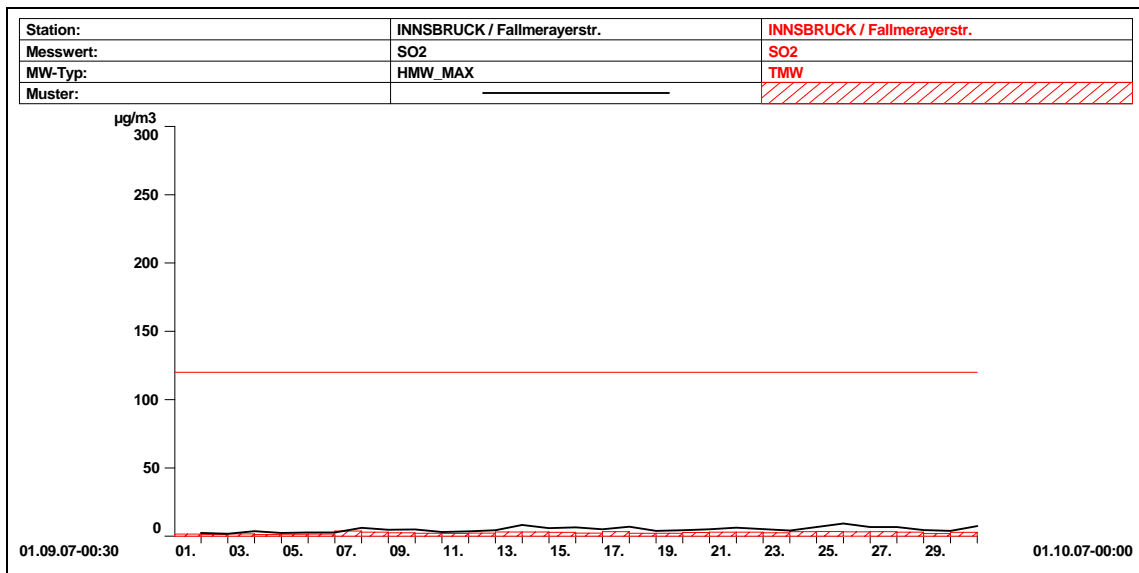 Station: INNSBRUCK / Fallmerayerstr. INNSBRUCK / Fallmerayerstr.
Messwert: SO2 SO2
MW-Typ: HMW_MAX TMW
Muster:
µg/m3
300
250
200
150
100
50
0
01.09.07-00:30 01. 03. 05. 07. 09. 11. 13. 15. 17. 19. 21. 23. 25. 27. 29. 01.10.07-00:00